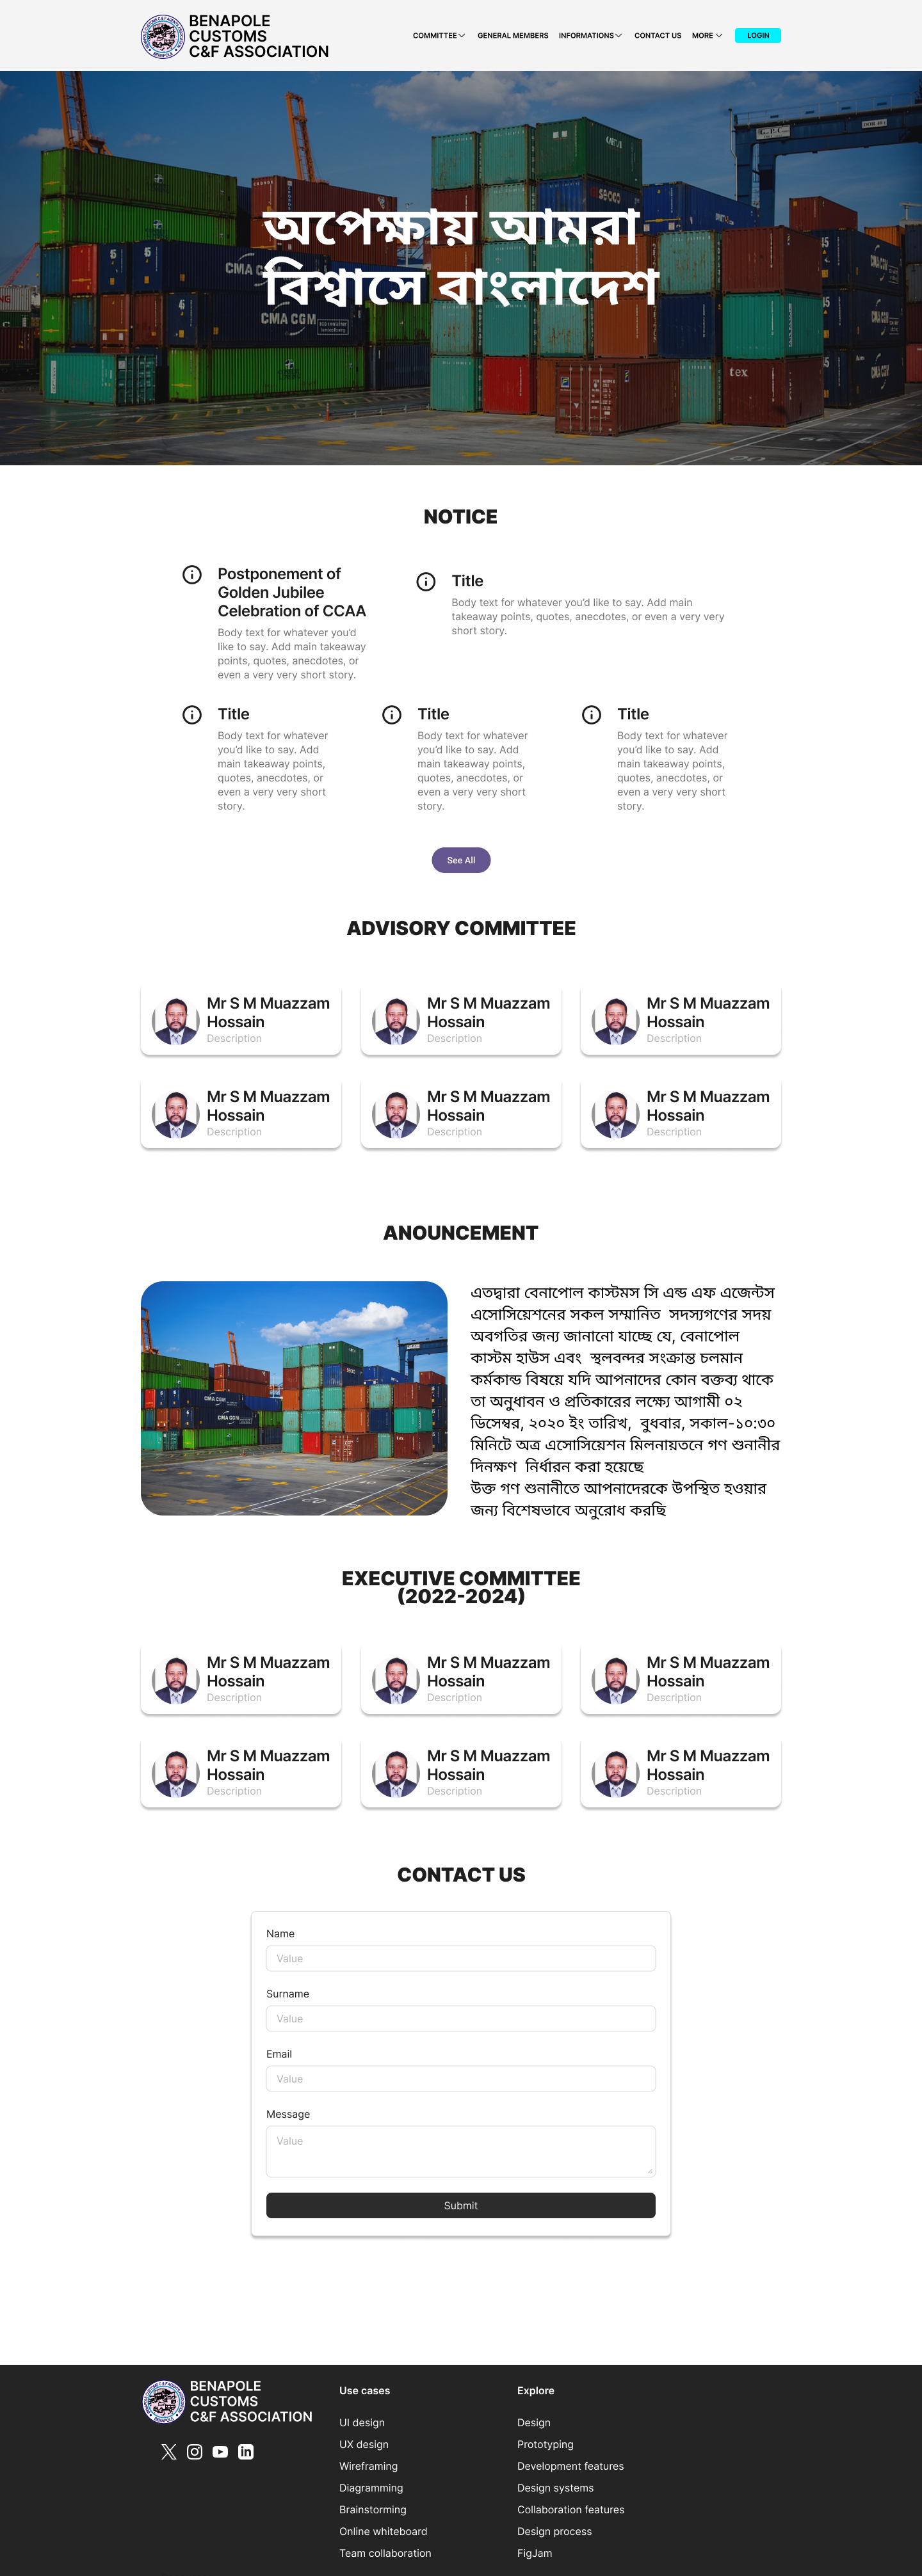 BENAPOLE
CUSTOMS
C&F ASSOCIATION
COMMITTEE
GENERAL MEMBERS
INFORMATIONS
CONTACT US
MORE
LOGIN
অপেক্ষায় আমরা
বিশ্বাসে বাংলাদেশ
CMA CGM
CMA CGM
tex
NOTICE
Postponement of
Golden Jubilee
Celebration of CCAA
Body text for whatever you'd
like to say. Add main takeaway
points, quotes, anecdotes, or
even a very very short story.
Title
Body text for whatever you'd like to say. Add main
takeaway points, quotes, anecdotes, or even a very very
short story.
Title
Body text for whatever
you'd like to say. Add
main takeaway points,
quotes, anecdotes, or
even a very very short
story.
Title
Body text for whatever
you'd like to say. Add
main takeaway points,
quotes, anecdotes, or
even a very very short
story.
Title
Body text for whatever
you'd like to say. Add
main takeaway points,
quotes, anecdotes, or
even a very very short
story.
See All
ADVISORY COMMITTEE
Mr S M Muazzam
Hossain
Description
Mr S M Muazzam
Hossain
Description
Mr S M Muazzam
Hossain
Description
Mr S M Muazzam
Hossain
Description
Mr S M Muazzam
Hossain
Description
Mr S M Muazzam
Hossain
Description
ANOUNCEMENT
CMA CGM
CMA CGM
এতদ্বারা বেনাপোল কাস্টমস সি এন্ড এফ এজেন্টস
এসোসিয়েশনের সকল সম্মানিত সদস্যগণের সদয়
অবগতির জন্য জানানো যাচ্ছে যে, বেনাপোল
কাস্টম হাউস এবং স্থলবন্দর সংক্রান্ত চলমান
কর্মকান্ড বিষয়ে যদি আপনাদের কোন বক্তব্য থাকে
তা অনুধাবন ও প্রতিকারের লক্ষ্যে আগামী ০২
ডিসেম্বর, ২০২০ ইং তারিখ, বুধবার, সকাল-১০:৩০
মিনিটে অত্র এসোসিয়েশন মিলনায়তনে গণ শুনানীর
দিনক্ষণ নির্ধারন করা হয়েছে
উক্ত গণ শুনানীতে আপনাদেরকে উপস্থিত হওয়ার
জন্য বিশেষভাবে অনুরোধ করছি
EXECUTIVE COMMITTEE
(2022-2024)
Mr S M Muazzam
Hossain
Description
Mr S M Muazzam
Hossain
Description
Mr S M Muazzam
Hossain
Description
Mr S M Muazzam
Hossain
Description
Mr S M Muazzam
Hossain
Description
Mr S M Muazzam
Hossain
Description
CONTACT US
Name
Value
Surname
Value
Email
Value
Message
Value
Submit
BENAPOLE
CUSTOMS
C&F ASSOCIATION
Use cases
UI design
UX design
Wireframing
Diagramming
Brainstorming
Online whiteboard
Team collaboration
Explore
Design
Prototyping
Development features
Design systems
Collaboration features
Design process
FigJam